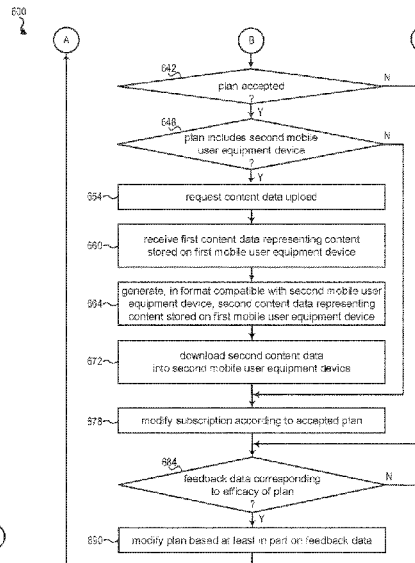 600
A
B
642
plan accepted
?
N
Y
648
plan includes second mobile
user equipment device
?
N
Y
654
request content data upload
660
receive first content data representing content
stored on first mobile user equipment device
664
generate, in format compatible with second mobile user
equipment device, second content data representing
content stored on first mobile user equipment device
672
download second content data
into second mobile user equipment device
678
modify subscription according to accepted plan
684
feedback data corresponding
to efficacy of plan
?
N
Y
690
modify plan based at least in part on feedback data